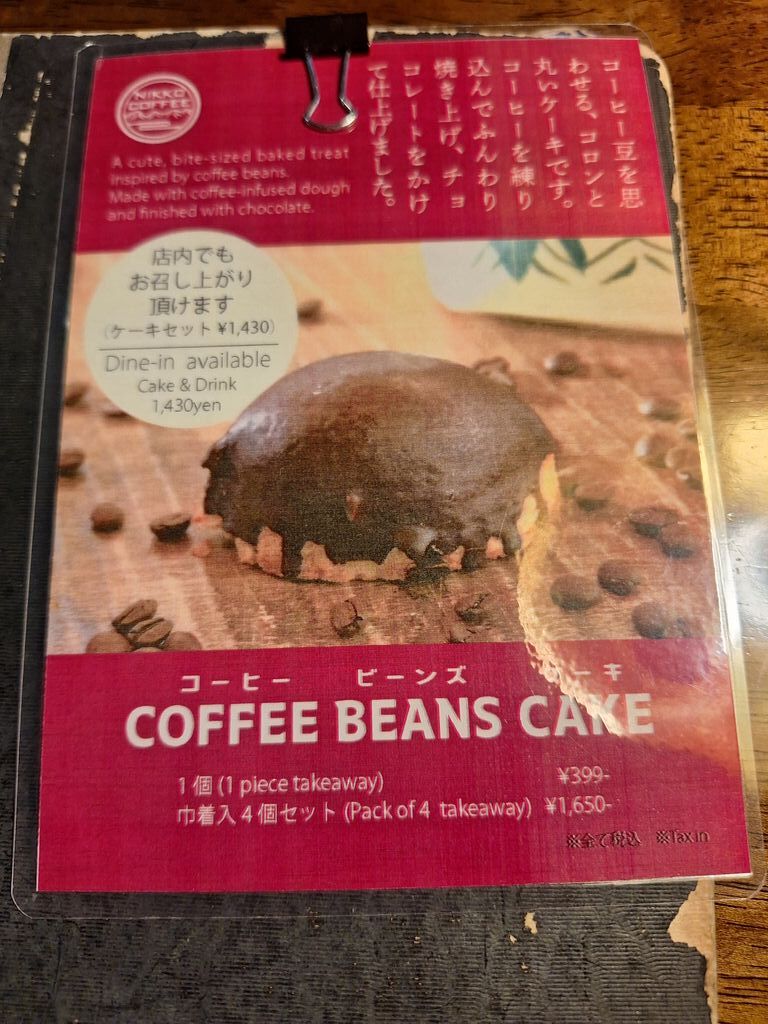 NIKKO
COFFEE
コーヒー豆を思
わせる、コロンと
丸いケーキです。
コーヒーを練り
込んでふんわり
焼き上げ、チョ
コレートをかけ
て仕上げました。
A cute, bite-sized baked treat
inspired by coffee beans.
Made with coffee-infused dough
and finished with chocolate.
店内でも
お召し上がり
頂けます
(ケーキセット ¥1,430)
Dine-in available
Cake & Drink
1,430yen
コーヒー ビーンズ ケーキ
COFFEE BEANS CAKE
1個 (1 piece takeaway) ¥399-
巾着入4個セット (Pack of 4 takeaway) ¥1,650-
※全て税込 ※Tax in